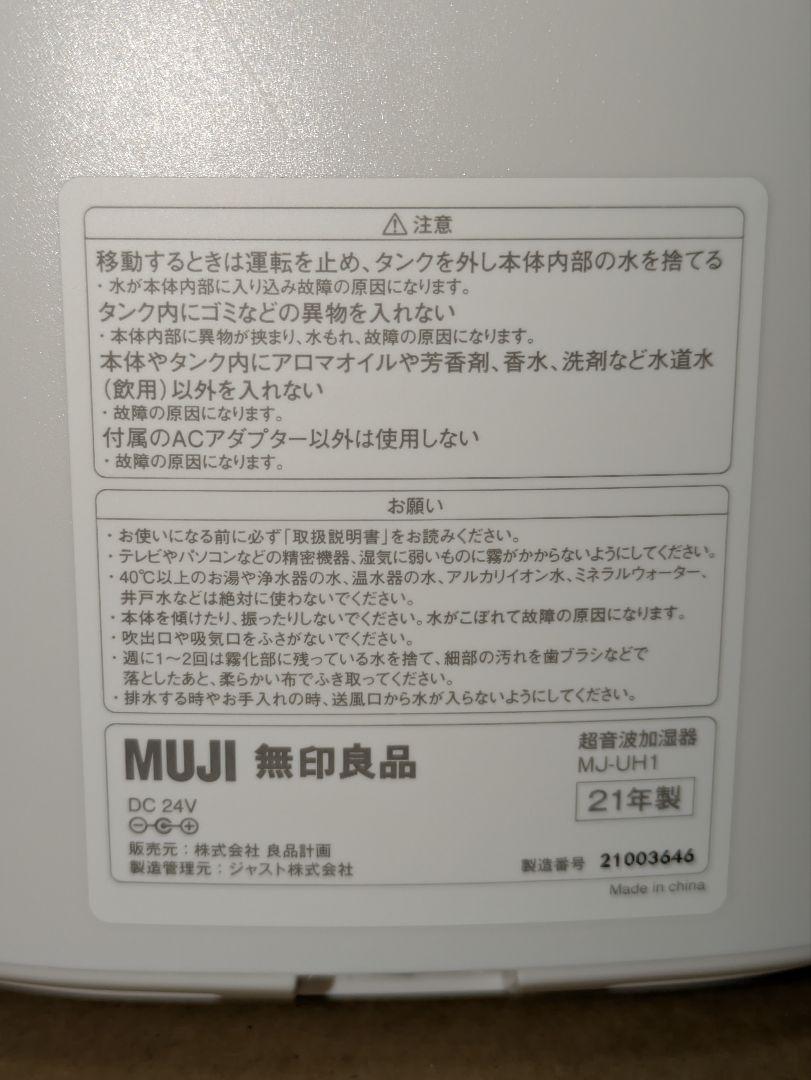 ⚠注意
移動するときは運転を止め、タンクを外し本体内部の水を捨てる
・水が本体内部に入り込み故障の原因になります。
タンク内にゴミなどの異物を入れない
・本体内部に異物が挟まり、水もれ、故障の原因になります。
本体やタンク内にアロマオイルや芳香剤、香水、洗剤など水道水
(飲用)以外を入れない
・故障の原因になります。
付属のACアダプター以外は使用しない
・故障の原因になります。
お願い
・お使いになる前に必ず「取扱説明書」をお読みください。
・テレビやパソコンなどの精密機器、湿気に弱いものに霧がかからないようにしてください。
・40℃以上のお湯や浄水器の水、温水器の水、アルカリイオン水、ミネラルウォーター、
井戸水などは絶対に使わないでください。
・本体を傾けたり、振ったりしないでください。水がこぼれて故障の原因になります。
・吹出口や吸気口をふさがないでください。
・週に1〜2回は霧化部に残っている水を捨て、細部の汚れを歯ブラシなどで
落としたあと、柔らかい布でふき取ってください。
・排水する時やお手入れの時、送風口から水が入らないようにしてください。
MUJI 無印良品
超音波加湿器
MJ-UH1
21年製
DC 24V
販売元：株式会社 良品計画
製造管理元：ジャスト株式会社
製造番号 21003646
Made in china